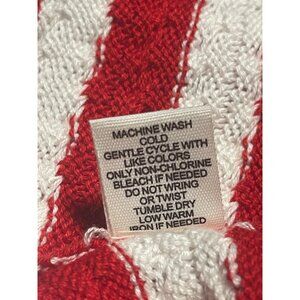 MACHINE WASH
COLD
GENTLE CYCLE WITH
LIKE COLORS
ONLY NON-CHLORINE
BLEACH IF NEEDED
DO NOT WRING
OR TWIST
TUMBLE DRY
LOW WARM
IRON IF NEEDED